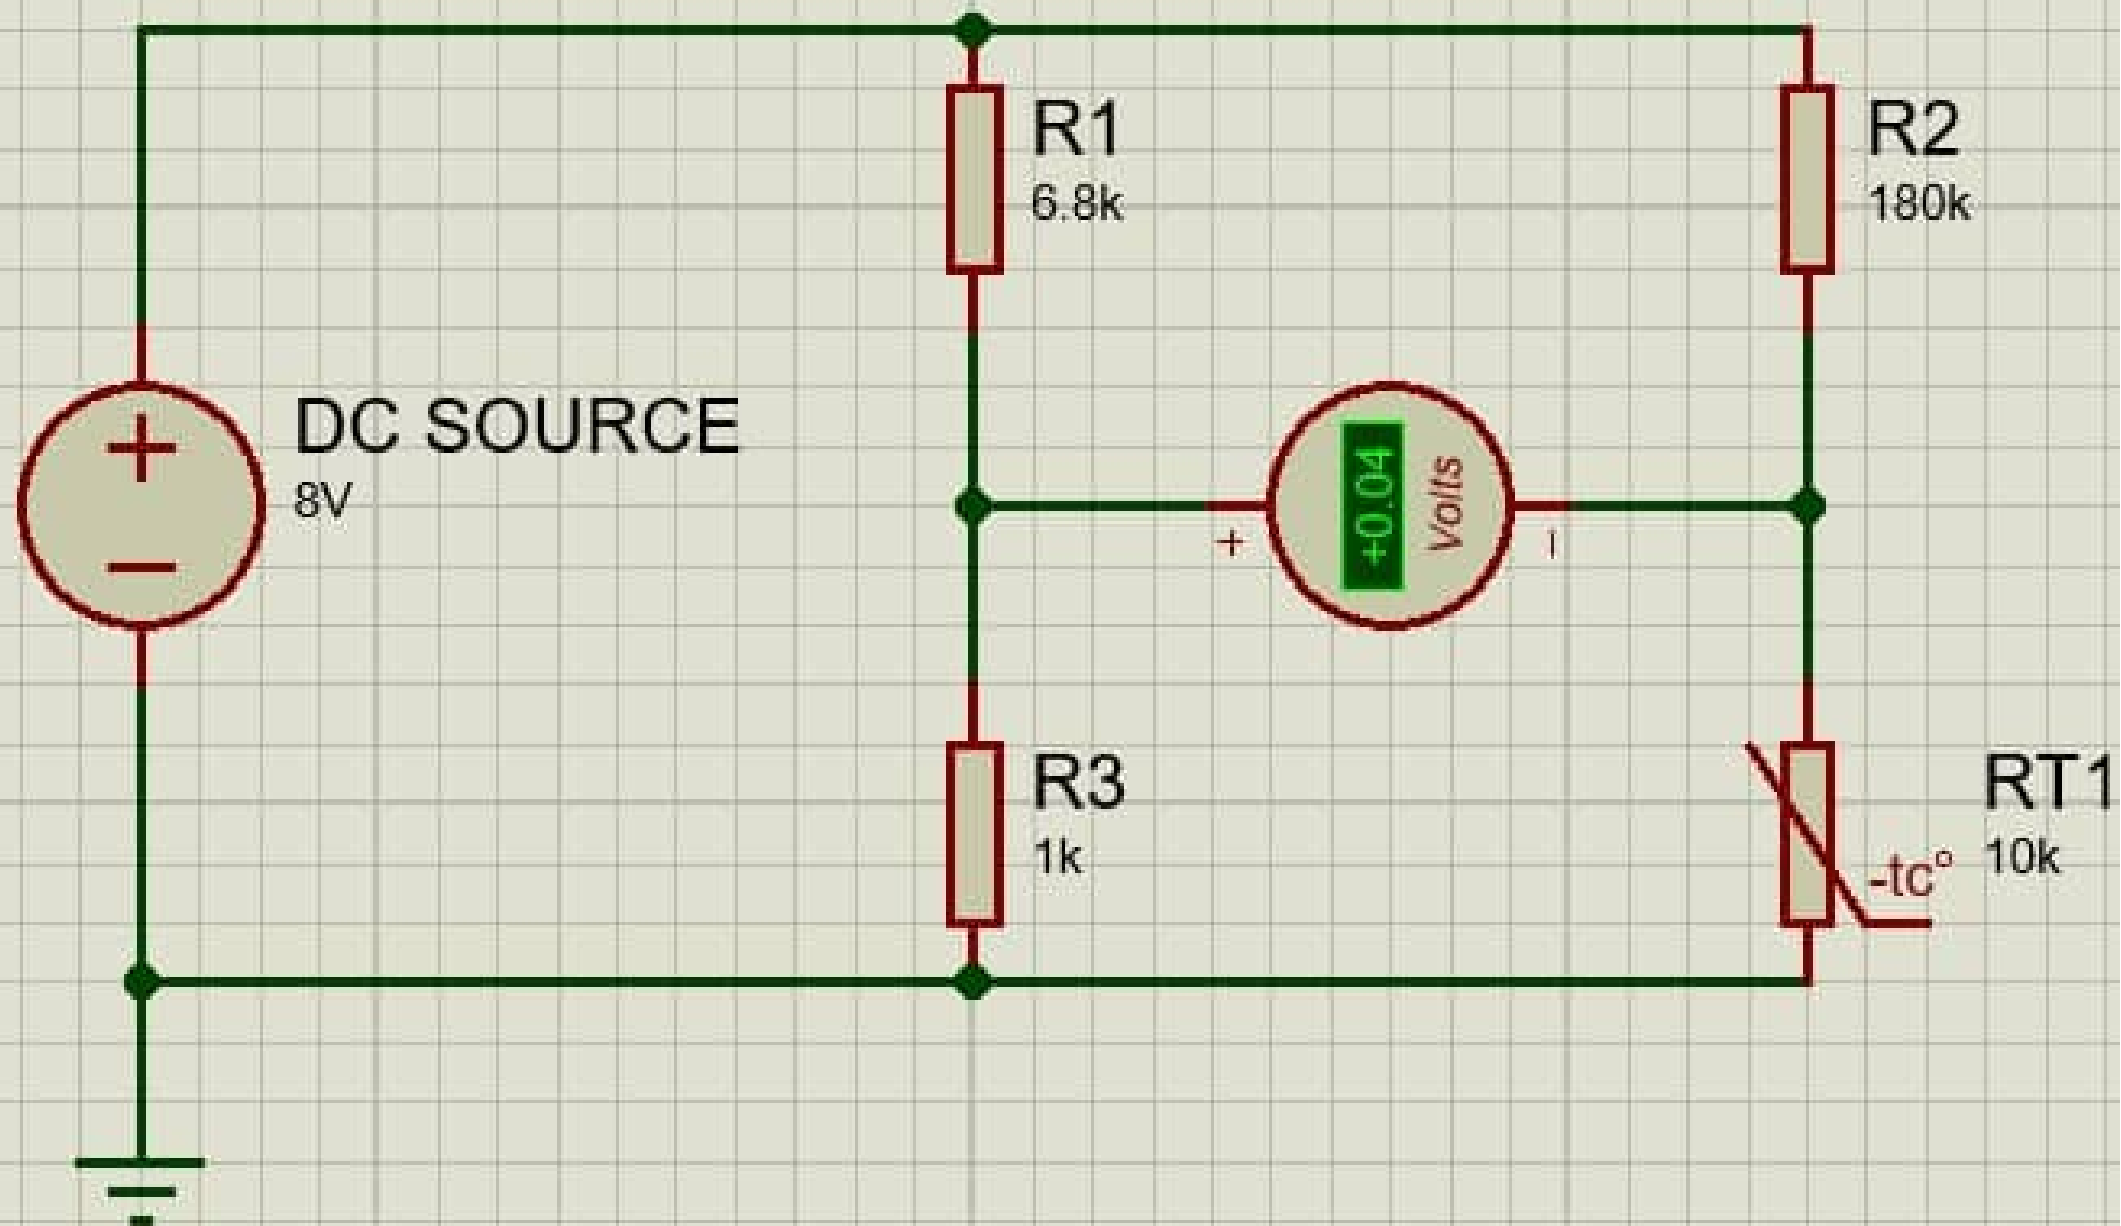 R1
6.8k
R2
180k
DC SOURCE
8V
+0.04
Volts
+
-
R3
1k
RT1
10k
-tc°